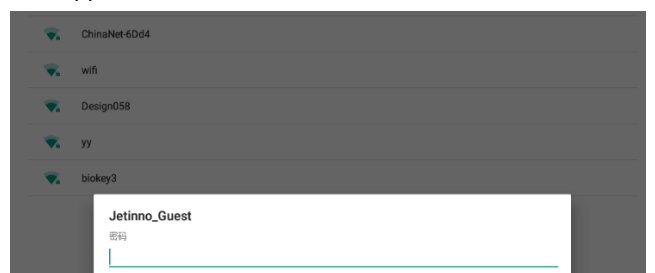 ChinaNet-6Dd4
wifi
Design058
yy
biokey3
Jetinno_Guest
密码